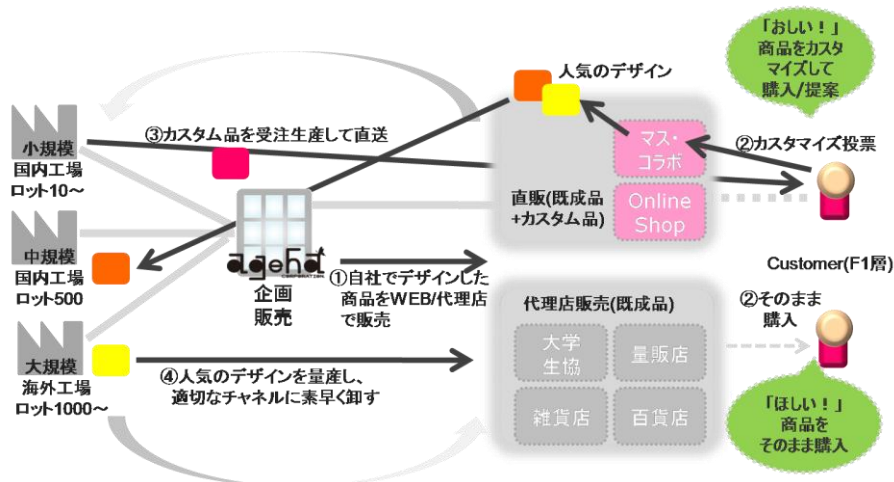 「おしい！」
商品をカスタ
マイズして
購入/提案
人気のデザイン
小規模
国内工場
ロット10～
③カスタム品を受注生産して直送
マス・
コラボ
②カスタマイズ投票
直販(既成品
+カスタム品)
Online
Shop
中規模
国内工場
ロット500
ageha
CORPORATION
企画
販売
①自社でデザインした
商品をWEB/代理店
で販売
Customer(F1層)
代理店販売(既成品)
②そのまま
購入
大学
生協
量販店
雑貨店
百貨店
大規模
海外工場
ロット1000～
④人気のデザインを量産し、
適切なチャネルに素早く卸す
「ほしい！」
商品を
そのまま購入